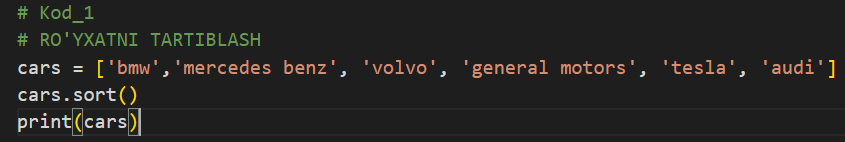 # Kod_1
# RO'YXATNI TARTIBLASH
cars = ['bmw','mercedes benz', 'volvo', 'general motors', 'tesla', 'audi']
cars.sort()
print(cars)